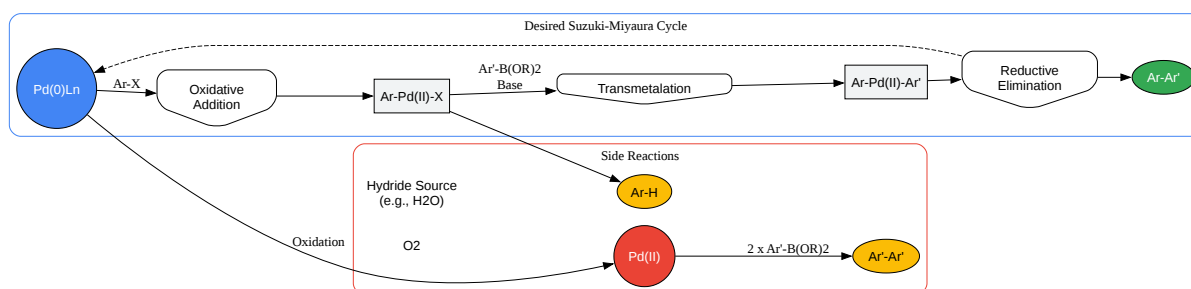 Desired Suzuki-Miyaura Cycle
Pd(0)Ln
Ar-X
Oxidative
Addition
Ar-Pd(II)-X
Ar'-B(OR)2
Base
Transmetalation
Ar-Pd(II)-Ar'
Reductive
Elimination
Ar-Ar'
Side Reactions
Hydride Source
(e.g., H2O)
Ar-H
O2
Oxidation
Pd(II)
2 x Ar'-B(OR)2
Ar'-Ar'